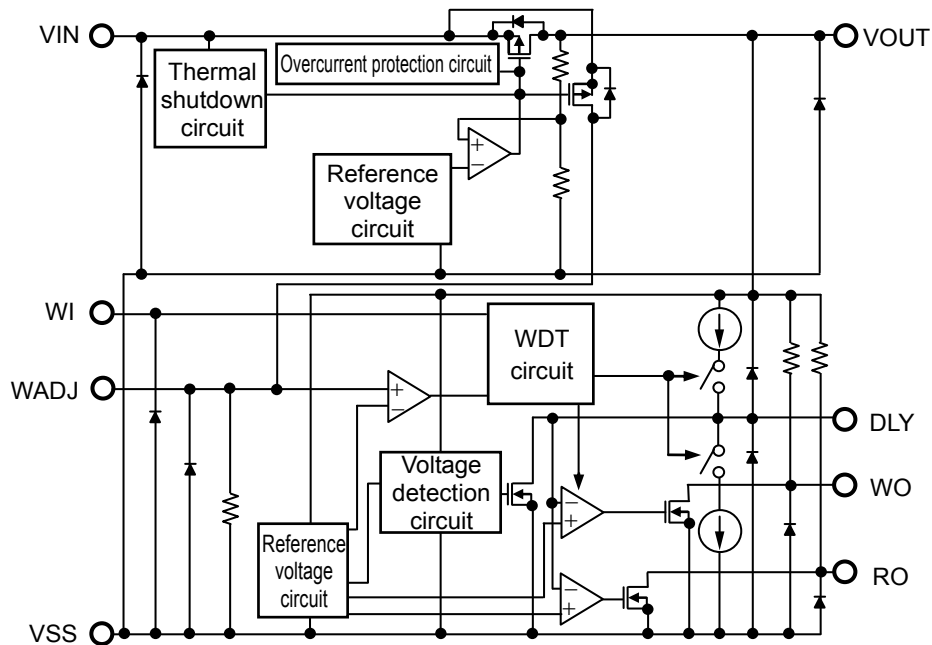 VIN
VOUT
Overcurrent protection circuit
Thermal
shutdown
circuit
+
−
Reference
voltage
circuit
WI
WDT
circuit
WADJ
+
−
DLY
Voltage
detection
circuit
−
+
WO
Reference
voltage
circuit
−
+
RO
VSS